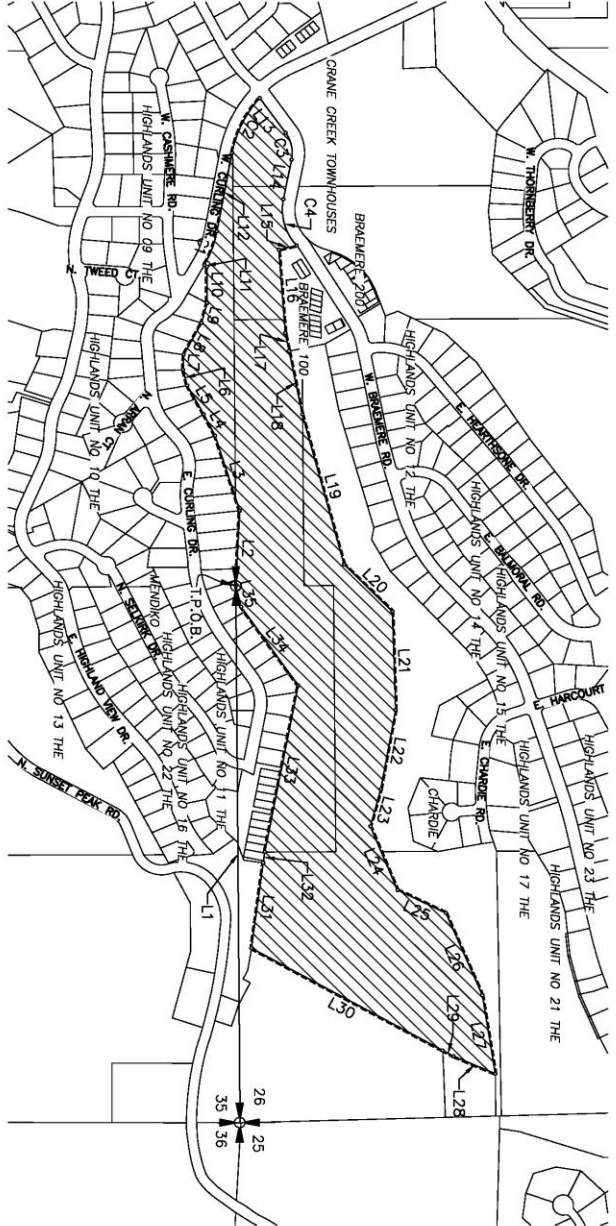 CRANE CREEK TOWNHOUSES
W. THORNBERRY DR.
W. CASHMERE RD.
HIGHLANDS UNIT NO 09 THE
N. TWEED CT.
W. CURLING DR.
BRAEMERE 200
BRAEMERE 100
W. BRAEMERE RD.
HIGHLANDS UNIT NO 12 THE
E. HEARTHSONE DR.
E. BALMORAL RD.
HIGHLANDS UNIT NO 14 THE
HIGHLANDS UNIT NO 15 THE
E. HARCOURT
E. CHARDIE RD.
CHARDIE
HIGHLANDS UNIT NO 17 THE
HIGHLANDS UNIT NO 23 THE
HIGHLANDS UNIT NO 21 THE
N. ARRAN CT.
HIGHLANDS UNIT NO 10 THE
E. CURLING DR.
T.P.O.B.
MENDIKO
N. SELKIRK DR.
E. HIGHLAND VIEW DR.
HIGHLANDS UNIT NO 13 THE
HIGHLANDS UNIT NO 22 THE
HIGHLANDS UNIT NO 16 THE
HIGHLANDS UNIT NO 11 THE
N. SUNSET PEAK RD.
C1
C2
L13
C3
L14
C4
L15
L16
L12
L11
L10
L9
L8
L7
L6
L5
L4
L3
L2
L35
L17
L18
L19
L20
L21
L22
L23
L24
L25
L26
L27
L28
L29
L30
L31
L32
L33
L34
L1
26
25
35
36